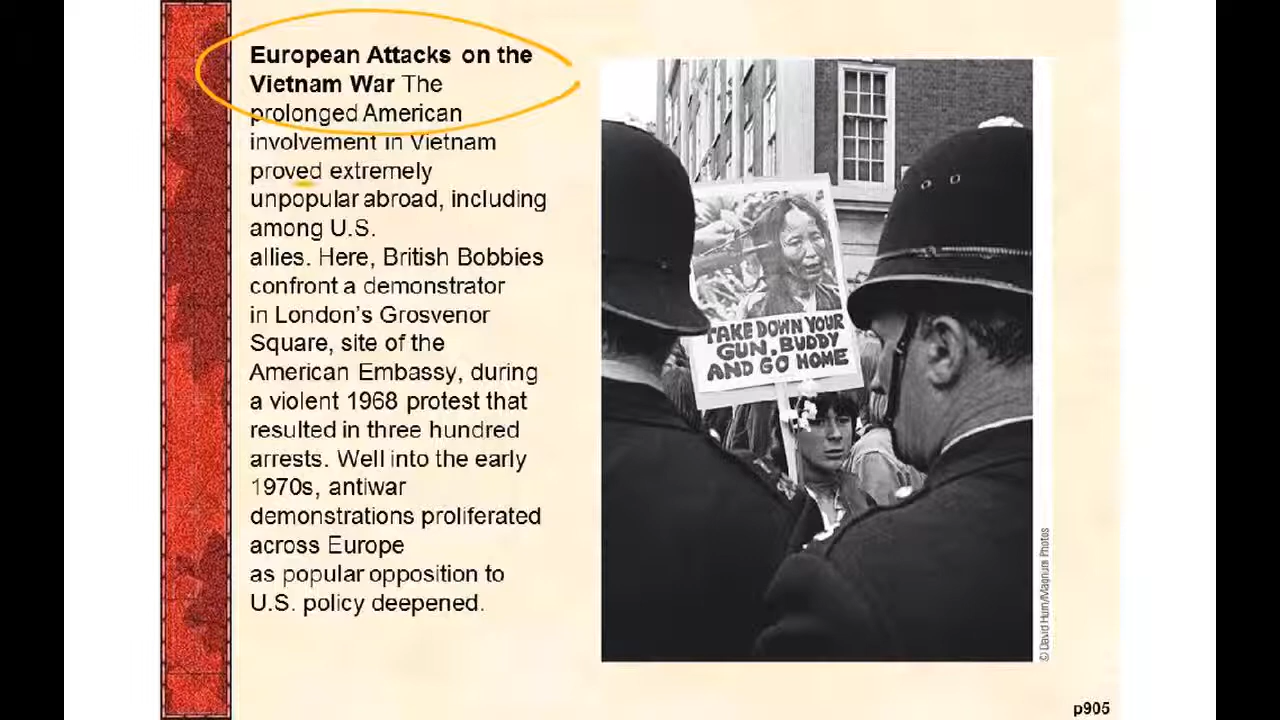 European Attacks on the
Vietnam War The
prolonged American
involvement in Vietnam
proved extremely
unpopular abroad, including
among U.S.
allies. Here, British Bobbies
confront a demonstrator
in London’s Grosvenor
Square, site of the
American Embassy, during
a violent 1968 protest that
resulted in three hundred
arrests. Well into the early
1970s, antiwar
demonstrations proliferated
across Europe
as popular opposition to
U.S. policy deepened.
TAKE DOWN YOUR
GUN, BUDDY
AND GO HOME
© David Hurn/Magnum Photos
p905